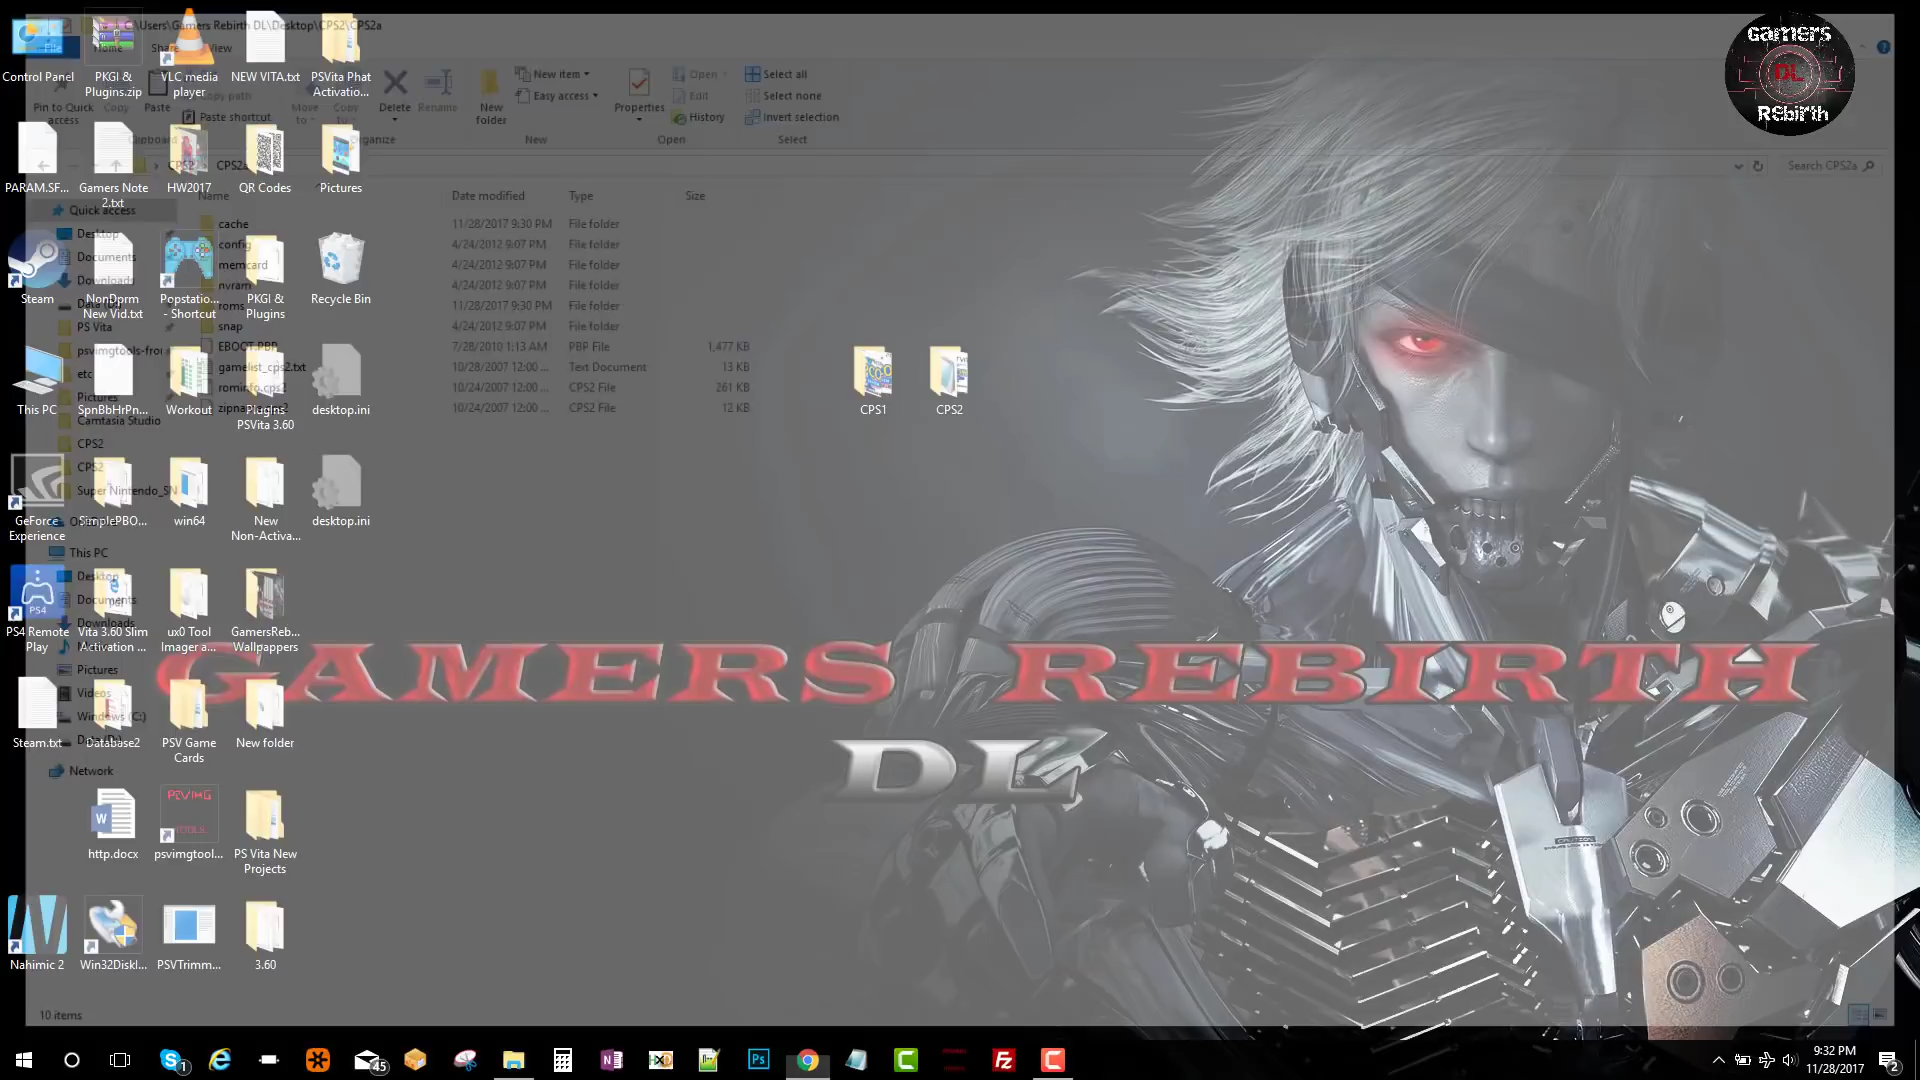 C:\Users\Gamers Rebirth DL\Desktop\CPS2\CPS2a
File
Home
Share
View
Pin to Quick
access
Copy
Paste
Copy path
Paste shortcut
Clipboard
Move
to
Copy
to
Delete
Rename
Organize
New
folder
New item
Easy access
New
Properties
Open
Edit
History
Open
Select all
Select none
Invert selection
Select
CPS2
CPS2a
Search CPS2a
Name
Date modified
Type
Size
cache
11/28/2017 9:30 PM
File folder
config
4/24/2012 9:07 PM
File folder
memcard
4/24/2012 9:07 PM
File folder
nvram
4/24/2012 9:07 PM
File folder
roms
11/28/2017 9:30 PM
File folder
snap
4/24/2012 9:07 PM
File folder
EBOOT.PBP
7/28/2010 1:13 AM
PBP File
1,477 KB
gamelist_cps2.txt
10/28/2007 12:00 ...
Text Document
13 KB
rominfo.cps2
10/24/2007 12:00 ...
CPS2 File
261 KB
10/24/2007 12:00 ...
CPS2 File
12 KB
Quick access
Desktop
Documents
Downloads
Data (D:)
PS Vita
etc
Pictures
Camtasia Studio
CPS2
CPS2
Super Nintendo_SN
This PC
Desktop
Documents
Downloads
Pictures
Videos
Windows (C:)
Data (D:)
Network
10 items
Control Panel
PKGI &
Plugins.zip
VLC media
player
NEW VITA.txt
PSVita Phat
Activatio...
PARAM.SF...
Gamers Note
2.txt
HW2017
QR Codes
Pictures
Steam
NonDprm
New Vid.txt
Popstatio...
- Shortcut
PKGI &
Plugins
Recycle Bin
This PC
SpnBbHrPn...
Workout
Plugins
PSVita 3.60
desktop.ini
GeForce
Experience
SimplePBO...
win64
New
Non-Activa...
desktop.ini
PS4
PS4 Remote
Play
Vita 3.60 Slim
Activation ...
ux0 Tool
Imager a...
GamersReb...
Wallpappers
Steam.txt
Database2
PSV Game
Cards
New folder
http.docx
psvimgtool...
PS Vita New
Projects
Nahimic 2
Win32DiskI...
PSVTrimm...
3.60
CPS1
CPS2
GAMERS REBIRTH
DL
Gamers
DL
REbirth
CAUTION
1
45
9:32 PM
11/28/2017
2